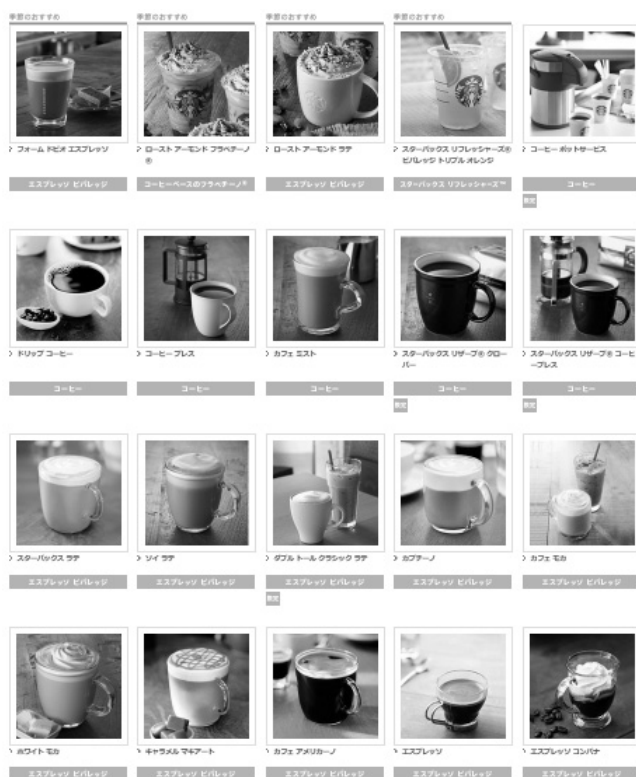 季節のおすすめ
季節のおすすめ
季節のおすすめ
季節のおすすめ
フォーム ドピオ エスプレッソ
エスプレッソ ビバレッジ
ロースト アーモンド フラペチーノ
®
コーヒーベースのフラペチーノ®
ロースト アーモンド ラテ
エスプレッソ ビバレッジ
スターバックス リフレッシャーズ®
ビバレッジ トリプル オレンジ
スターバックス リフレッシャーズ™
コーヒー ポットサービス
コーヒー
限定
ドリップ コーヒー
コーヒー
コーヒー プレス
コーヒー
カフェ ミスト
コーヒー
スターバックス リザーブ® クロー
バー
コーヒー
限定
スターバックス リザーブ® コーヒ
ープレス
コーヒー
限定
スターバックス ラテ
エスプレッソ ビバレッジ
ソイ ラテ
エスプレッソ ビバレッジ
ダブル トール クラシック ラテ
エスプレッソ ビバレッジ
限定
カプチーノ
エスプレッソ ビバレッジ
カフェ モカ
エスプレッソ ビバレッジ
ホワイト モカ
エスプレッソ ビバレッジ
キャラメル マキアート
エスプレッソ ビバレッジ
カフェ アメリカーノ
エスプレッソ ビバレッジ
エスプレッソ
エスプレッソ ビバレッジ
エスプレッソ コンパナ
エスプレッソ ビバレッジ